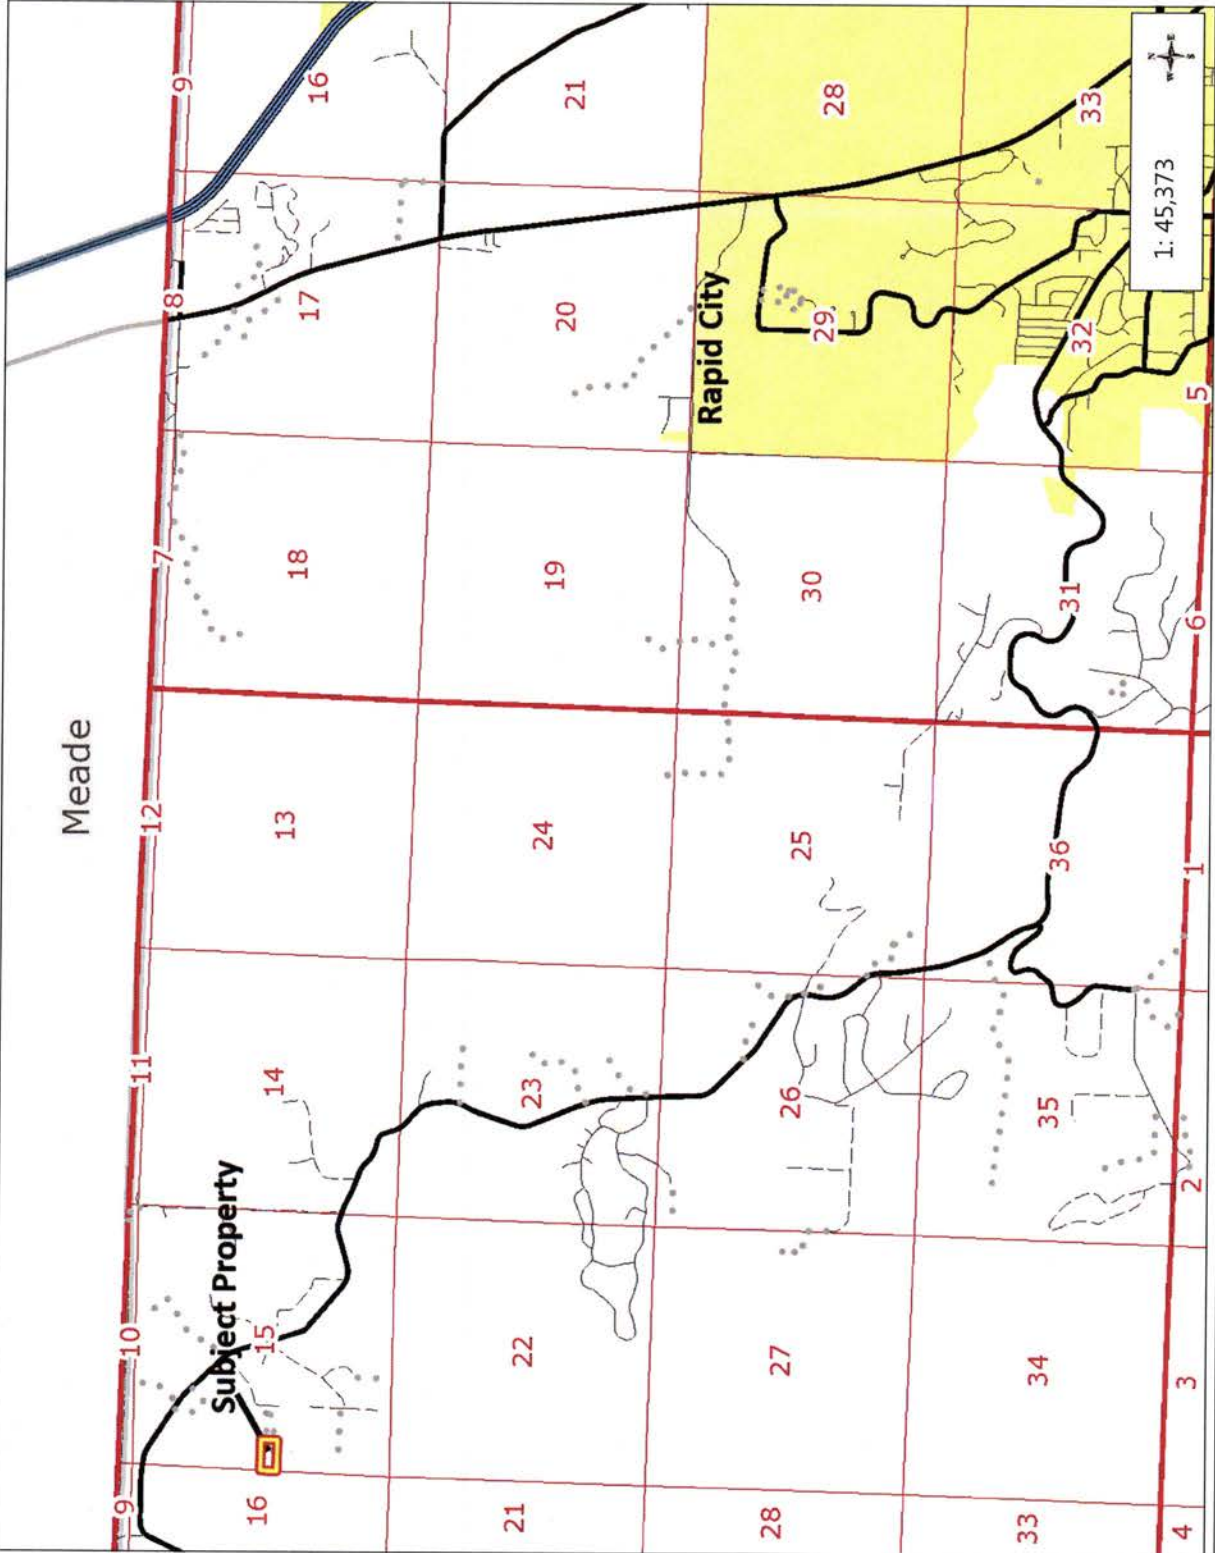 Meade
9 10 11 12 7 8 9
Subject Property
16 15 14 13 18 17 16
21 22 23 24 19 20 21
Rapid City
28 27 26 25 30 29 28
33 34 35 36 31 32 33
4 3 2 1 6 5
1: 45,373
N
W E
S